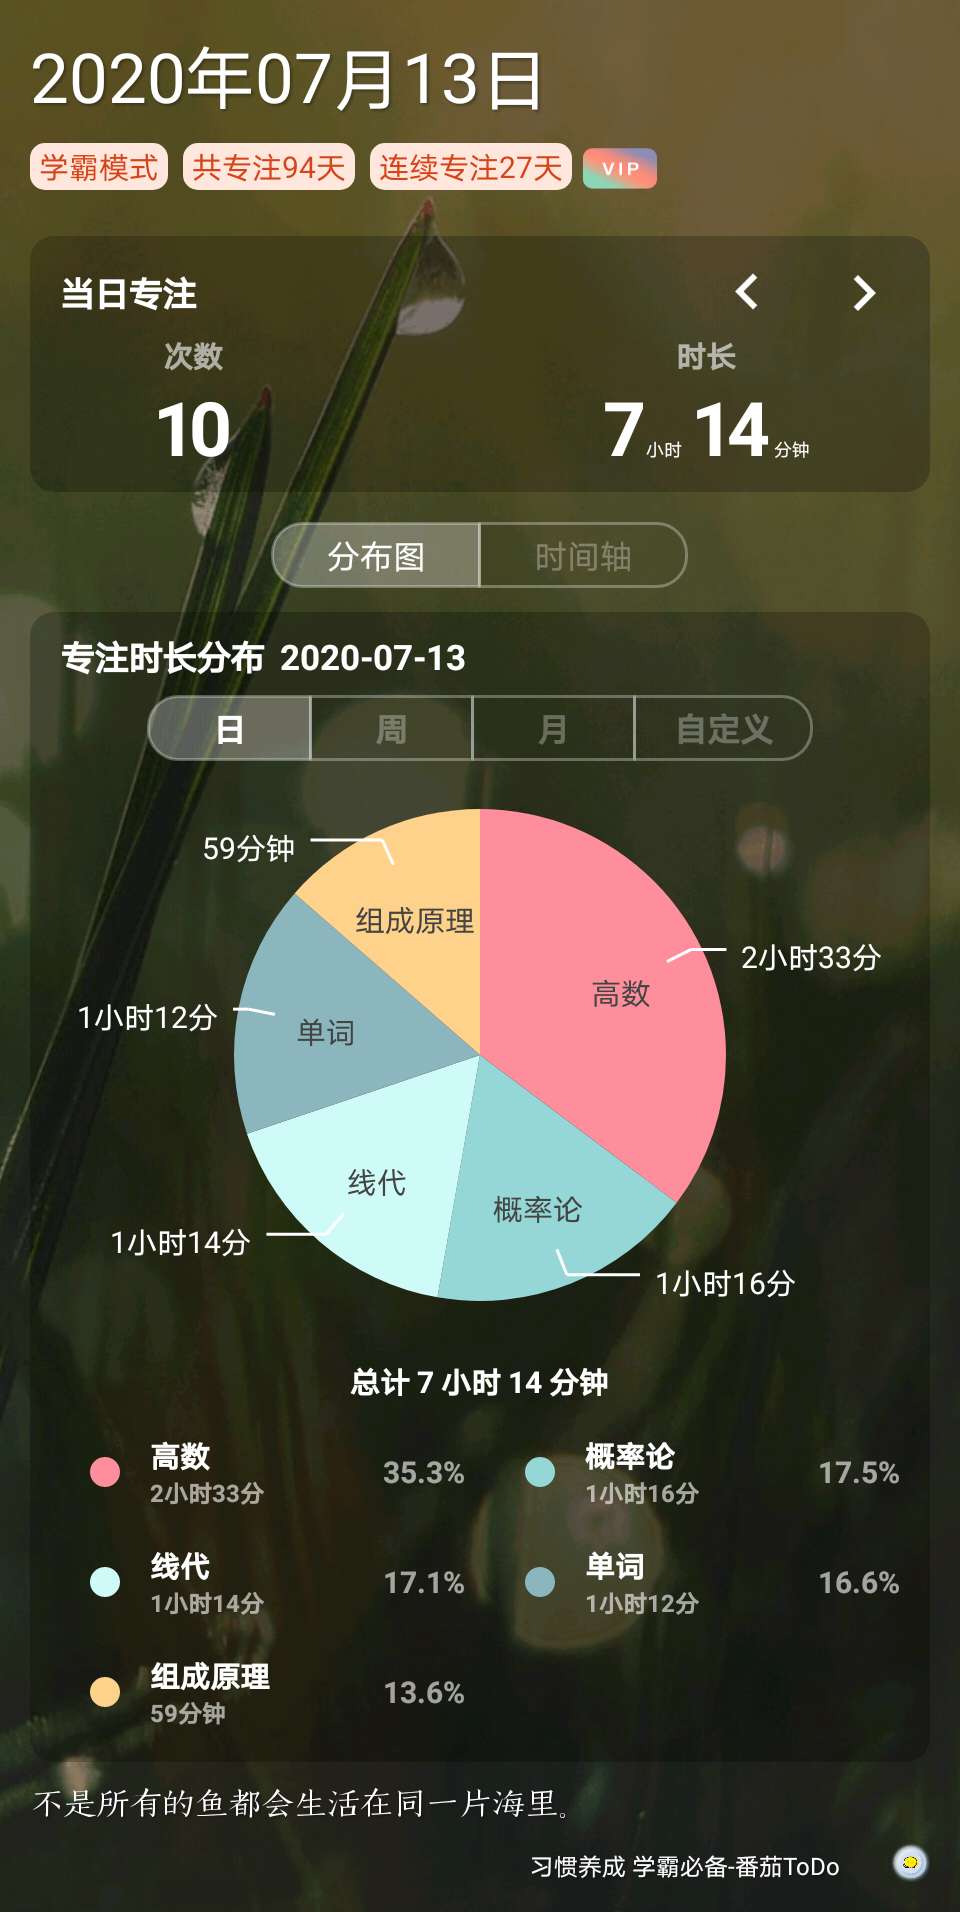 2020年07月13日
学霸模式 共专注94天 连续专注27天 VIP
当日专注
次数 时长
10 7小时 14分钟
分布图 时间轴
专注时长分布 2020-07-13
日 周 月 自定义
59分钟
组成原理
2小时33分
高数
1小时12分
单词
线代
概率论
1小时14分
1小时16分
总计 7 小时 14 分钟
高数 35.3% 概率论 17.5%
2小时33分 1小时16分
线代 17.1% 单词 16.6%
1小时14分 1小时12分
组成原理 13.6%
59分钟
不是所有的鱼都会生活在同一片海里。
习惯养成 学霸必备-番茄ToDo